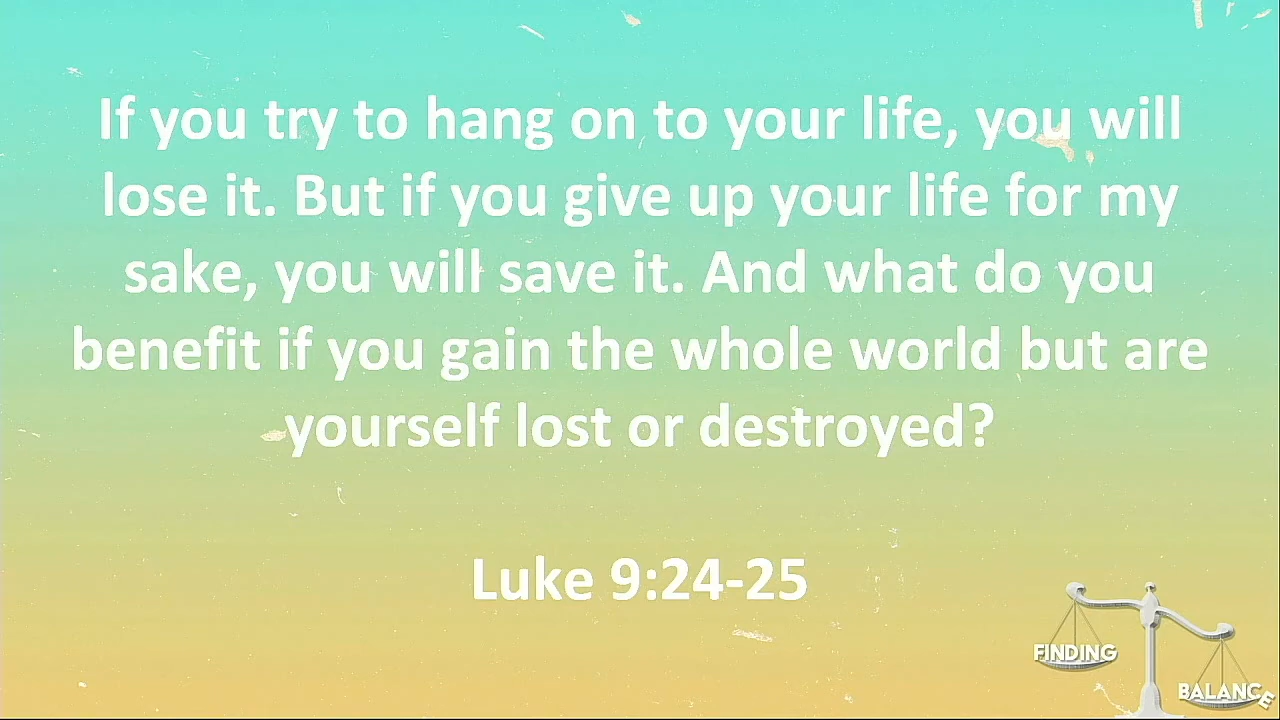 If you try to hang on to your life, you will
lose it. But if you give up your life for my
sake, you will save it. And what do you
benefit if you gain the whole world but are
yourself lost or destroyed?
Luke 9:24-25
FINDING
BALANCE